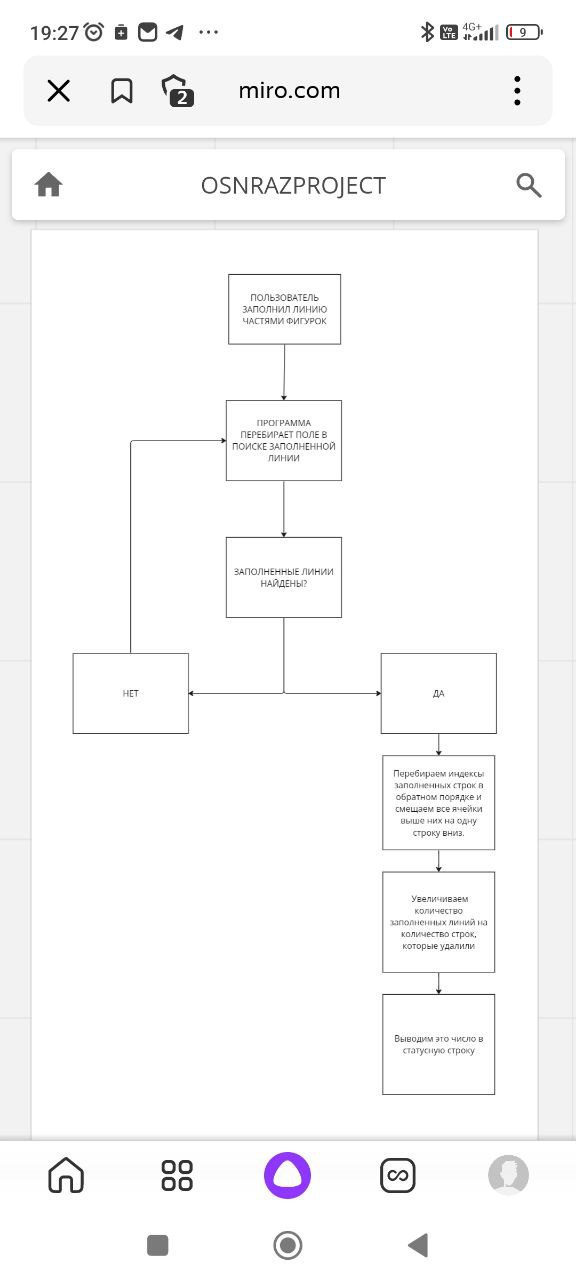 19:27
Vo
LTE
4G+
9
2
miro.com
OSNRAZPROJECT
ПОЛЬЗОВАТЕЛЬ
ЗАПОЛНИЛ ЛИНИЮ
ЧАСТЯМИ ФИГУРОК
ПРОГРАММА
ПЕРЕБИРАЕТ ПОЛЕ В
ПОИСКЕ ЗАПОЛНЕННОЙ
ЛИНИИ
ЗАПОЛНЕННЫЕ ЛИНИИ
НАЙДЕНЫ?
НЕТ
ДА
Перебираем индексы
заполненных строк в
обратном порядке и
смещаем все ячейки
выше них на одну
строку вниз.
Увеличиваем
количество
заполненных линий на
количество строк,
которые удалили
Выводим это число в
статусную строку